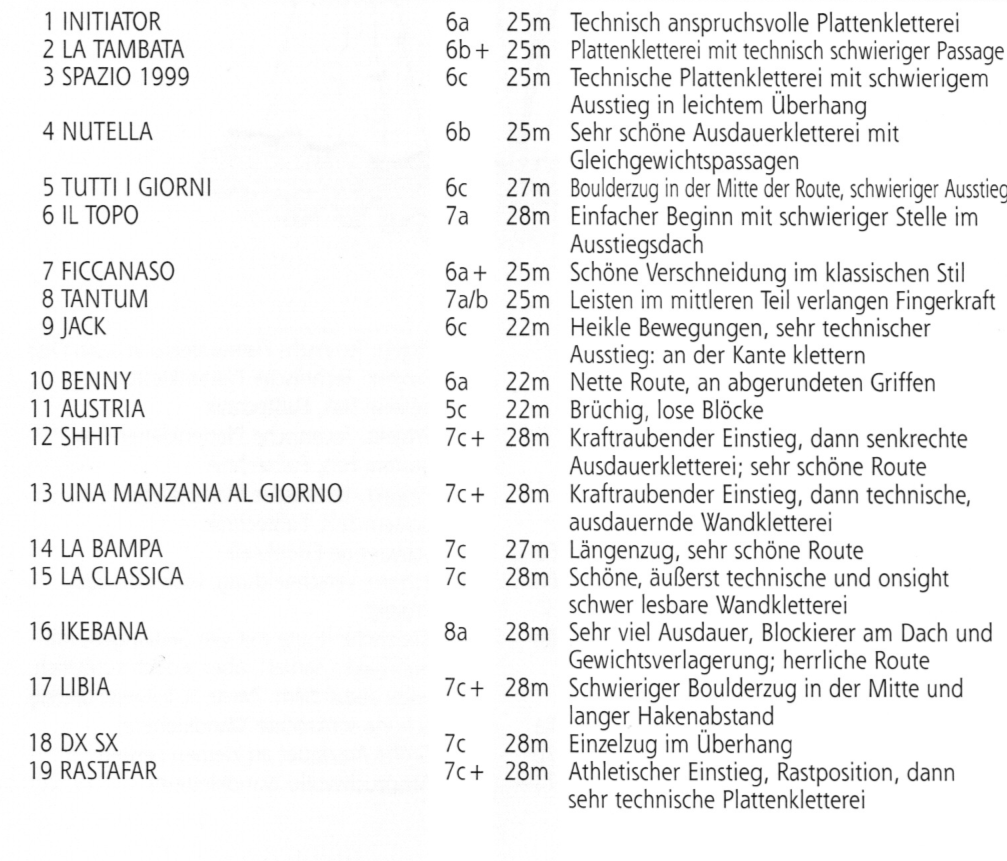 1 INITIATOR 6a 25m Technisch anspruchsvolle Plattenkletterei
2 LA TAMBATA 6b+ 25m Plattenkletterei mit technisch schwieriger Passage
3 SPAZIO 1999 6c 25m Technische Plattenkletterei mit schwierigem
Ausstieg in leichtem Überhang
4 NUTELLA 6b 25m Sehr schöne Ausdauerkletterei mit
Gleichgewichtspassagen
5 TUTTI I GIORNI 6c 27m Boulderzug in der Mitte der Route, schwieriger Ausstieg
6 IL TOPO 7a 28m Einfacher Beginn mit schwieriger Stelle im
Ausstiegsdach
7 FICCANASO 6a+ 25m Schöne Verschneidung im klassischen Stil
8 TANTUM 7a/b 25m Leisten im mittleren Teil verlangen Fingerkraft
9 JACK 6c 22m Heikle Bewegungen, sehr technischer
Ausstieg: an der Kante klettern
10 BENNY 6a 22m Nette Route, an abgerundeten Griffen
11 AUSTRIA 5c 22m Brüchig, lose Blöcke
12 SHHIT 7c+ 28m Kraftraubender Einstieg, dann senkrechte
Ausdauerkletterei; sehr schöne Route
13 UNA MANZANA AL GIORNO 7c+ 28m Kraftraubender Einstieg, dann technische,
ausdauernde Wandkletterei
14 LA BAMPA 7c 27m Längenzug, sehr schöne Route
15 LA CLASSICA 7c 28m Schöne, äußerst technische und onsight
schwer lesbare Wandkletterei
16 IKEBANA 8a 28m Sehr viel Ausdauer, Blockierer am Dach und
Gewichtsverlagerung; herrliche Route
17 LIBIA 7c+ 28m Schwieriger Boulderzug in der Mitte und
langer Hakenabstand
18 DX SX 7c 28m Einzelzug im Überhang
19 RASTAFAR 7c+ 28m Athletischer Einstieg, Rastposition, dann
sehr technische Plattenkletterei